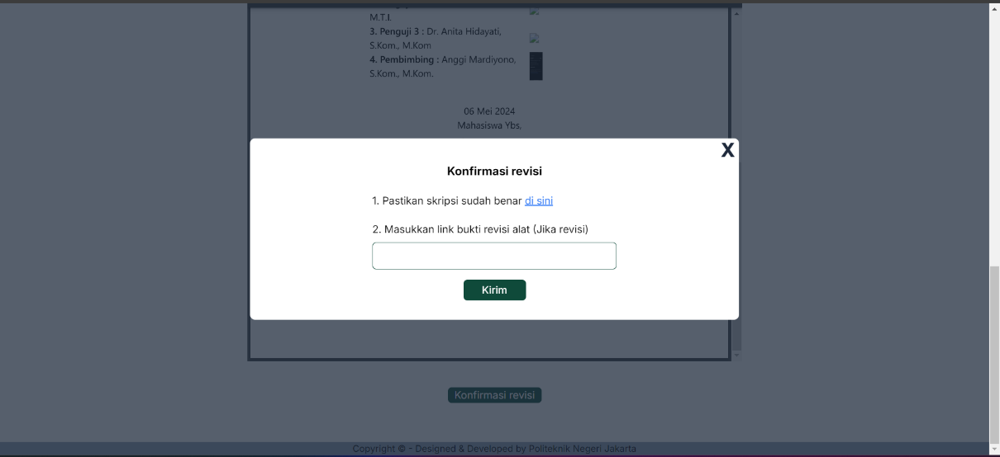 M.T.I.
3. Penguji 3 : Dr. Anita Hidayati,
S.Kom., M.Kom
4. Pembimbing : Anggi Mardiyono,
S.Kom., M.Kom.
06 Mei 2024
Mahasiswa Ybs,
X
Konfirmasi revisi
1. Pastikan skripsi sudah benar di sini
2. Masukkan link bukti revisi alat (Jika revisi)
Kirim
Konfirmasi revisi
Copyright © - Designed & Developed by Politeknik Negeri Jakarta